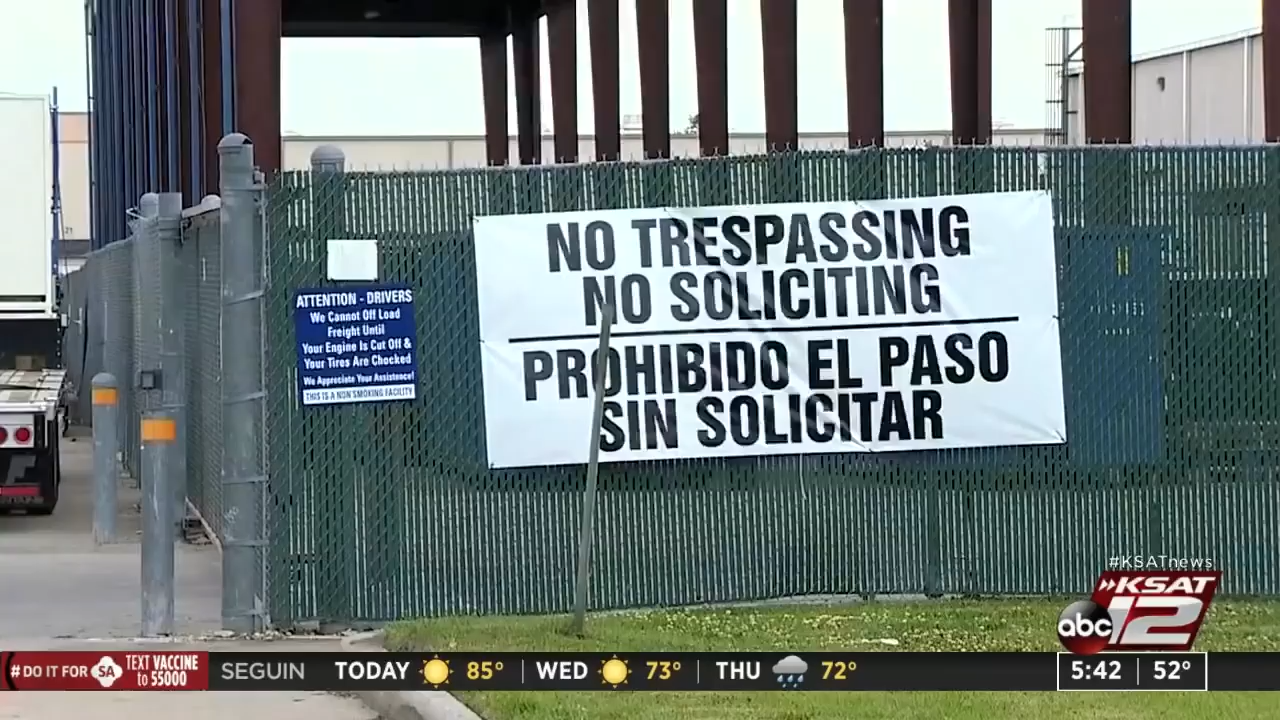 NO TRESPASSING
NO SOLICITING
PROHIBIDO EL PASO
SIN SOLICITAR
ATTENTION - DRIVERS
We Cannot Off Load
Freight Until
Your Engine Is Cut Off &
Your Tires Are Chocked
We Appreciate Your Assistance!
THIS IS A NON SMOKING FACILITY
#KSATnews
KSAT
abc 12
#DO IT FOR SA TEXT VACCINE to 55000
SEGUIN TODAY 85° WED 73° THU 72°
5:42 52°